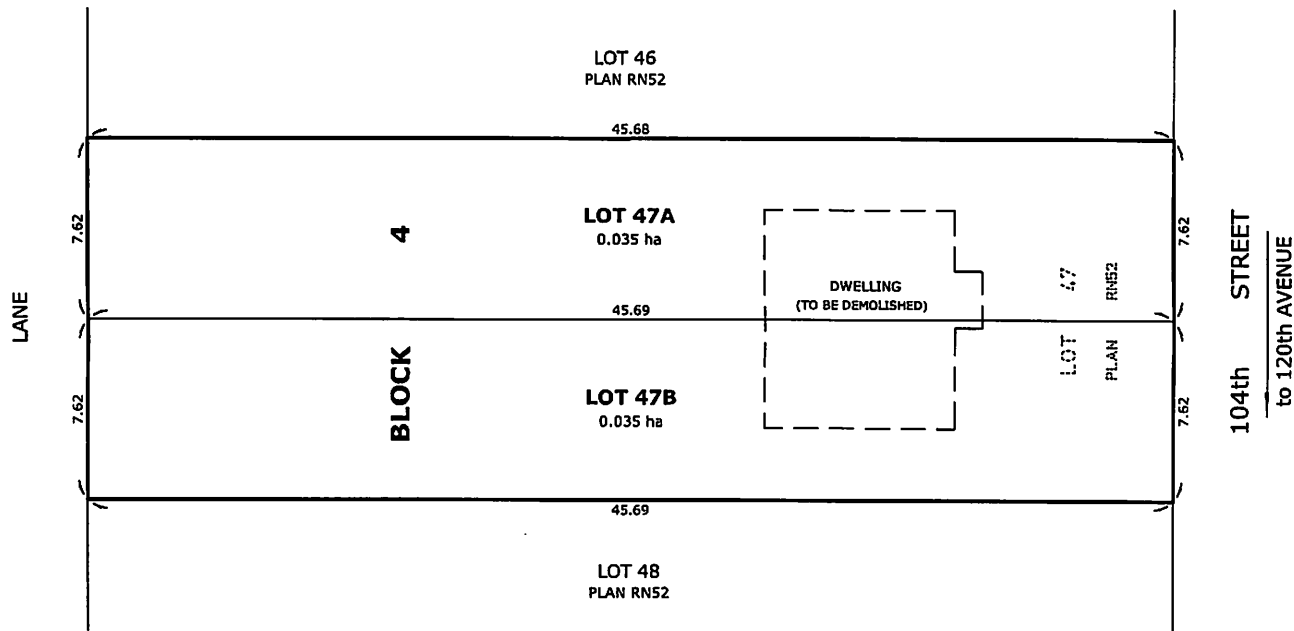 LOT 46
PLAN RN52
45.68
7.62
LOT 47A
0.035 ha
4
7.62
LANE
DWELLING
(TO BE DEMOLISHED)
LOT 47
PLAN RN52
104th STREET
to 120th AVENUE
45.69
7.62
BLOCK
LOT 47B
0.035 ha
7.62
45.69
LOT 48
PLAN RN52